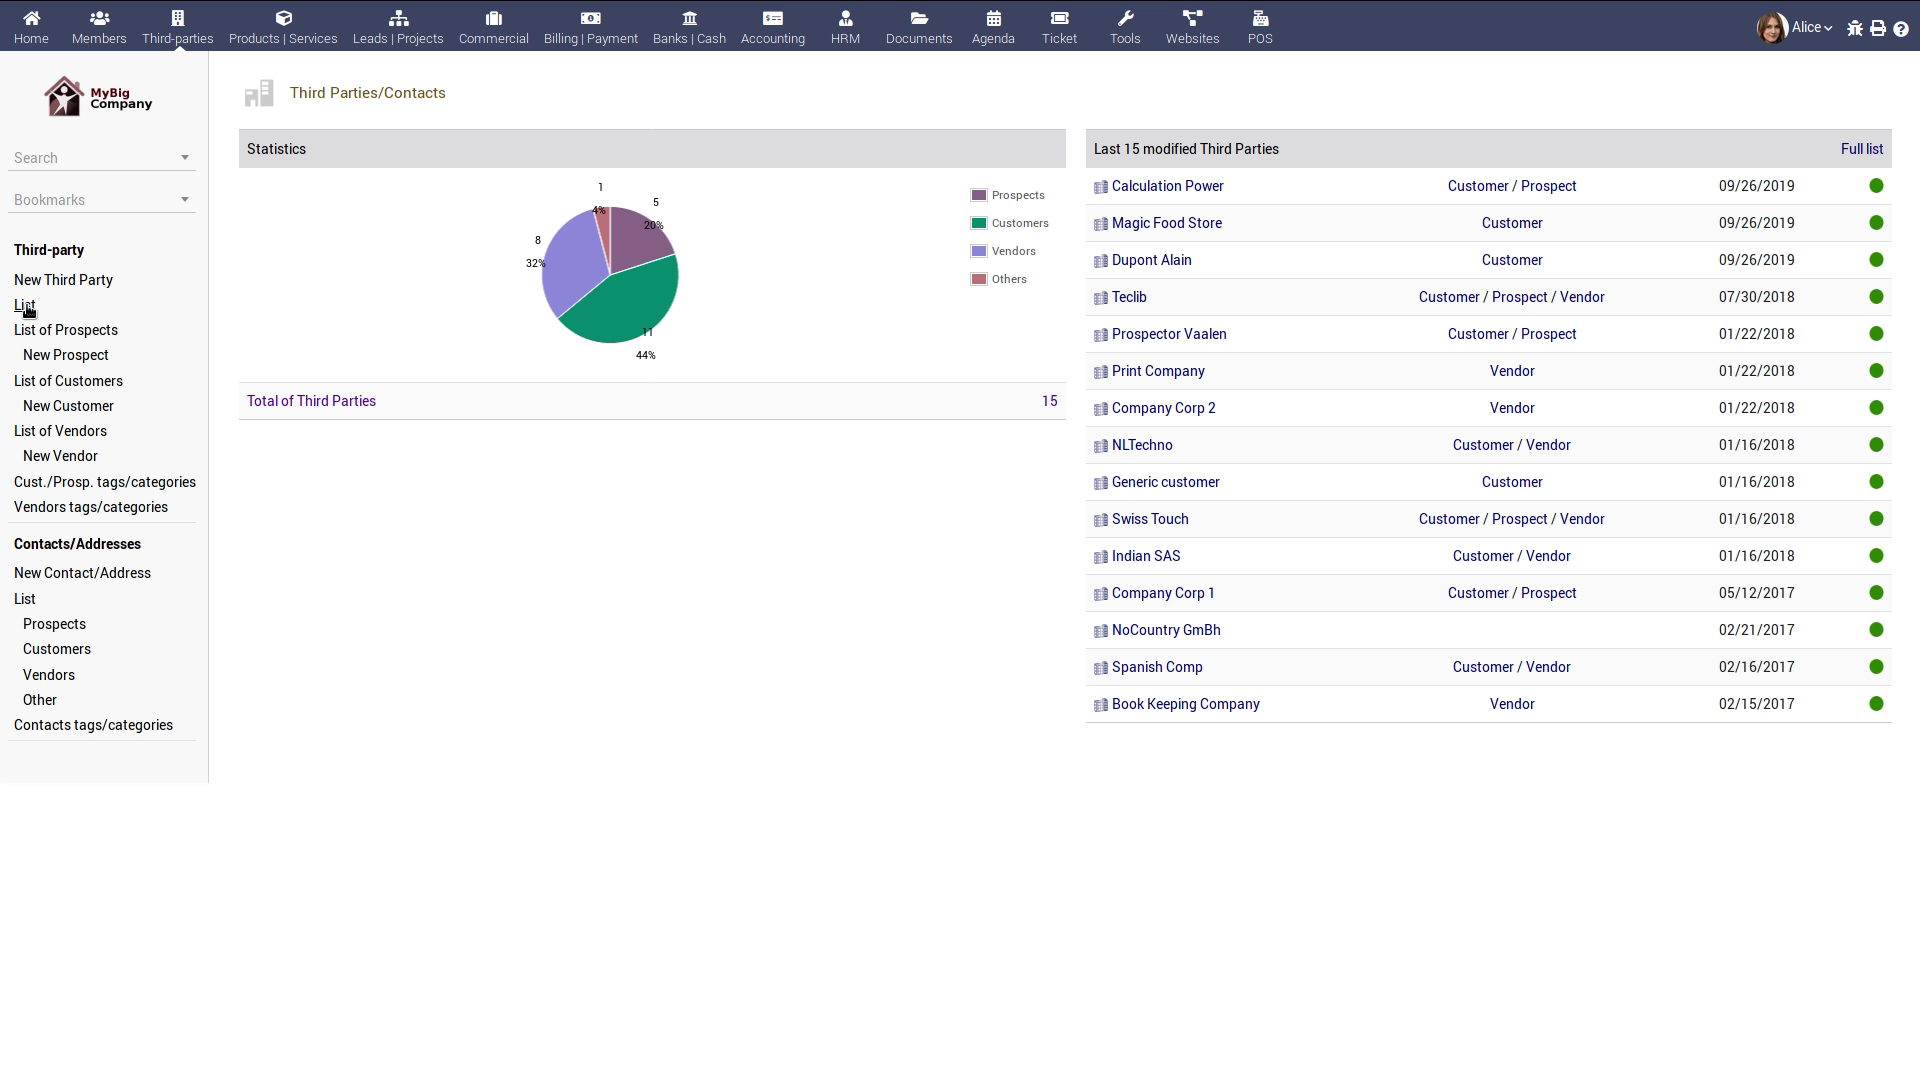 Home Members Third-parties Products | Services Leads | Projects Commercial Billing | Payment Banks | Cash Accounting HRM Documents Agenda Ticket Tools Websites POS Alice
MyBig
Company
Search
Bookmarks
Third-party
New Third Party
List
List of Prospects
New Prospect
List of Customers
New Customer
List of Vendors
New Vendor
Cust./Prosp. tags/categories
Vendors tags/categories
Contacts/Addresses
New Contact/Address
List
Prospects
Customers
Vendors
Other
Contacts tags/categories
Third Parties/Contacts
Statistics
1
4%
5
20%
8
32%
11
44%
Prospects
Customers
Vendors
Others
Total of Third Parties 15
Last 15 modified Third Parties Full list
Calculation Power Customer / Prospect 09/26/2019
Magic Food Store Customer 09/26/2019
Dupont Alain Customer 09/26/2019
Teclib Customer / Prospect / Vendor 07/30/2018
Prospector Vaalen Customer / Prospect 01/22/2018
Print Company Vendor 01/22/2018
Company Corp 2 Vendor 01/22/2018
NLTechno Customer / Vendor 01/16/2018
Generic customer Customer 01/16/2018
Swiss Touch Customer / Prospect / Vendor 01/16/2018
Indian SAS Customer / Vendor 01/16/2018
Company Corp 1 Customer / Prospect 05/12/2017
NoCountry GmBh 02/21/2017
Spanish Comp Customer / Vendor 02/16/2017
Book Keeping Company Vendor 02/15/2017